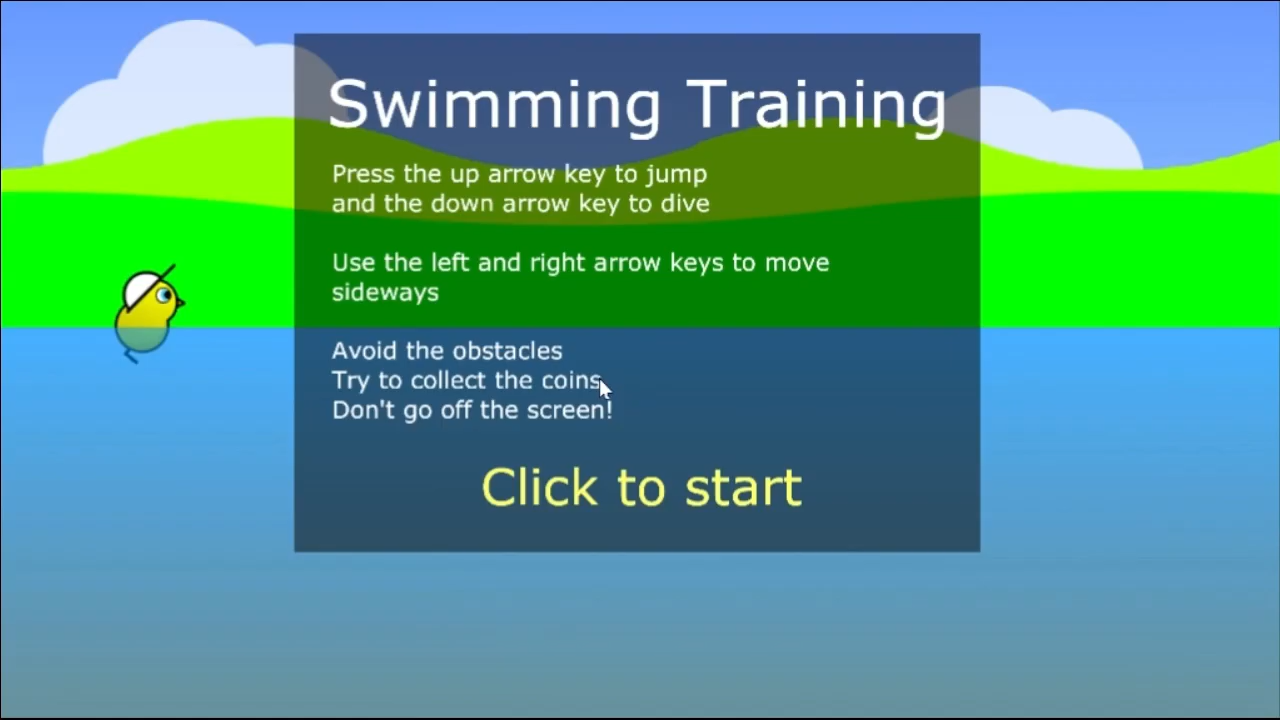 Swimming Training
Press the up arrow key to jump
and the down arrow key to dive
Use the left and right arrow keys to move
sideways
Avoid the obstacles
Try to collect the coins
Don't go off the screen!
Click to start